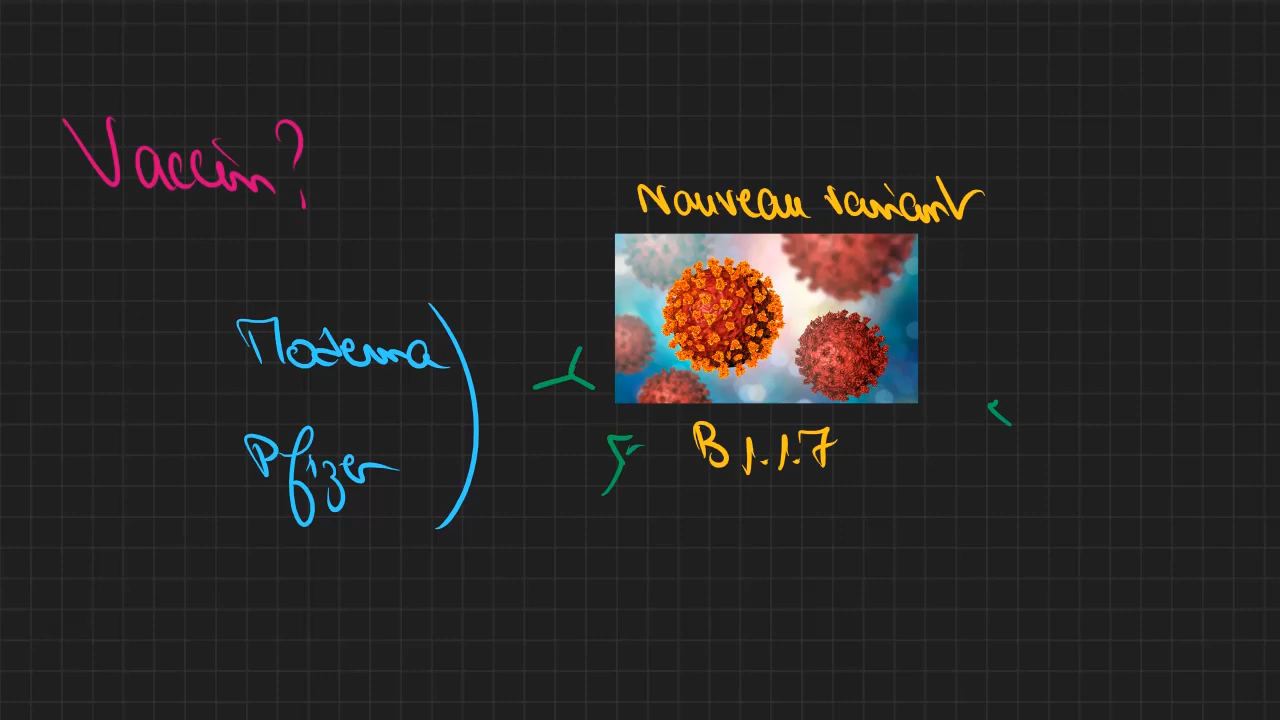 Vaccin?
Nouveau variant
Moderna
Pfizer
B 1.1.7